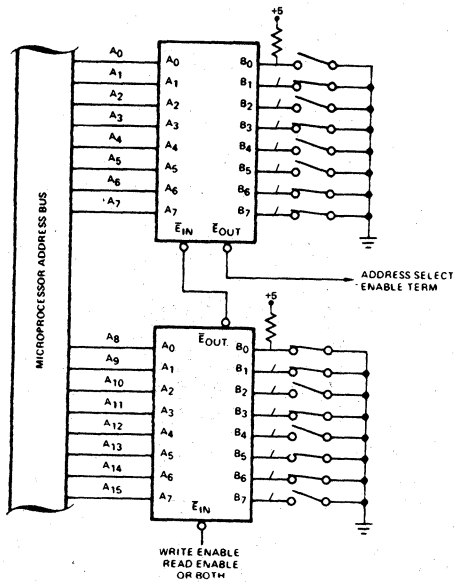 +5
A0 A0 B0
A1 A1 B1
A2 A2 B2
A3 A3 B3
A4 A4 B4
A5 A5 B5
A6 A6 B6
A7 A7 B7
ĒIN ĒOUT
ADDRESS SELECT
ENABLE TERM
MICROPROCESSOR ADDRESS BUS
+5
ĒOUT
A8 A0 B0
A9 A1 B1
A10 A2 B2
A11 A3 B3
A12 A4 B4
A13 A5 B5
A14 A6 B6
A15 A7 B7
ĒIN
WRITE ENABLE
READ ENABLE
OR BOTH